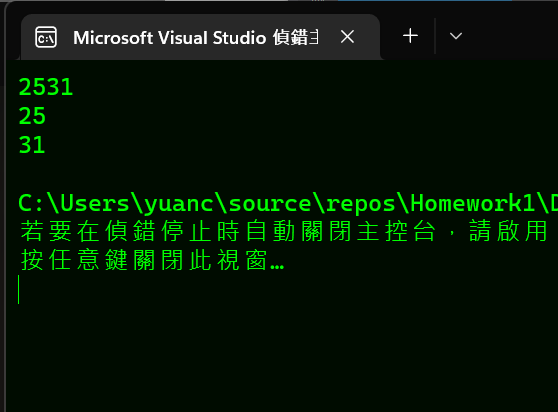 Microsoft Visual Studio 偵錯主
2531
25
31
C:\Users\yuanc\source\repos\Homework1\D
若要在偵錯停止時自動關閉主控台，請啟用
按任意鍵關閉此視窗…